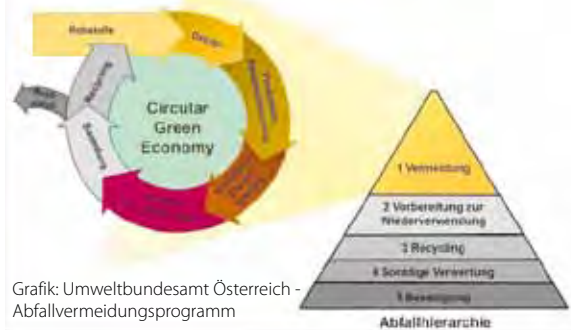 Rohstoffe
Design
Circular
Green
Economy
Recycling
1 Vermeidung
2 Vorbereitung zur
Wiederverwendung
3 Recycling
4 Sonstige Verwertung
5 Beseitigung
Abfallhierarchie
Grafik: Umweltbundesamt Österreich -
Abfallvermeidungsprogramm